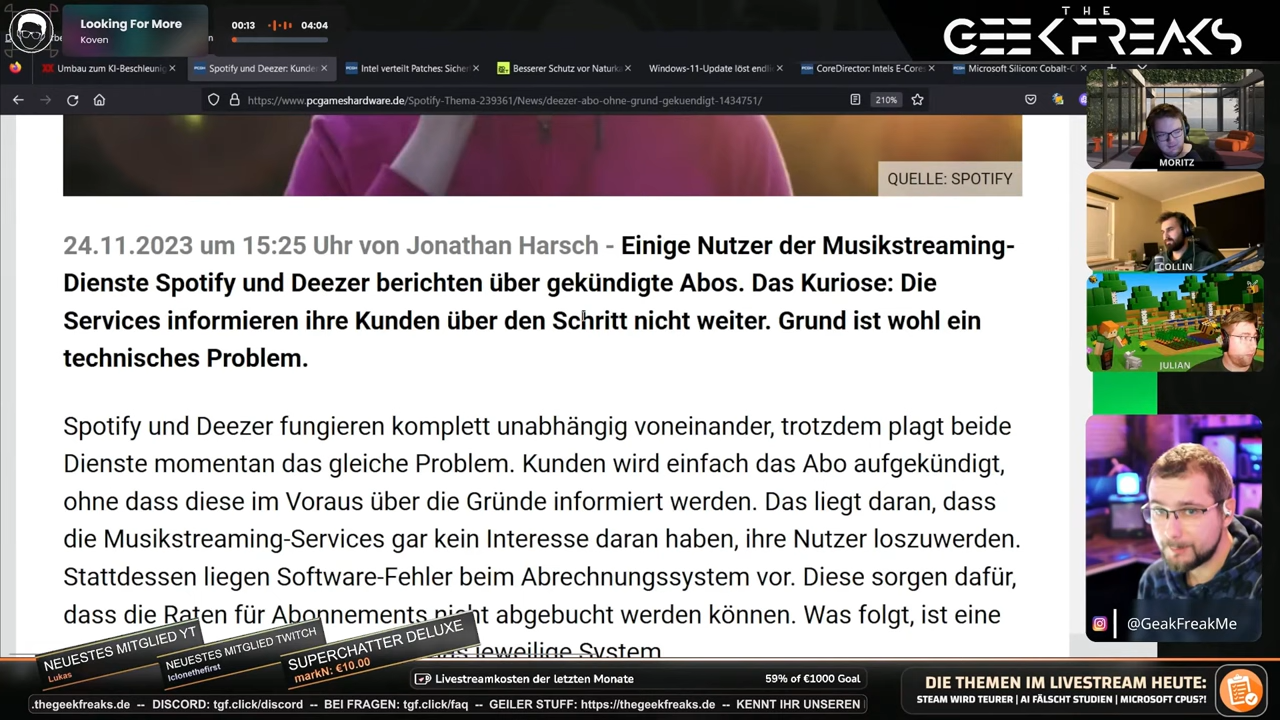 Looking For More
Koven
00:13
04:04
THE
GEEKFREAKS
Umbau zum KI-Beschleunig
Spotify und Deezer: Kunden
Intel verteilt Patches: Sicher
Besserer Schutz vor Naturka
Windows-11-Update löst endl
CoreDirector: Intels E-Cores
Microsoft Silicon: Cobalt-C
https://www.pcgameshardware.de/Spotify-Thema-239361/News/deezer-abo-ohne-grund-gekuendigt-1434751/
210%
QUELLE: SPOTIFY
24.11.2023 um 15:25 Uhr von Jonathan Harsch - Einige Nutzer der Musikstreaming-
Dienste Spotify und Deezer berichten über gekündigte Abos. Das Kuriose: Die
Services informieren ihre Kunden über den Schritt nicht weiter. Grund ist wohl ein
technisches Problem.
Spotify und Deezer fungieren komplett unabhängig voneinander, trotzdem plagt beide
Dienste momentan das gleiche Problem. Kunden wird einfach das Abo aufgekündigt,
ohne dass diese im Voraus über die Gründe informiert werden. Das liegt daran, dass
die Musikstreaming-Services gar kein Interesse daran haben, ihre Nutzer loszuwerden.
Stattdessen liegen Software-Fehler beim Abrechnungssystem vor. Diese sorgen dafür,
dass die Raten für Abonnements nicht abgebucht werden können. Was folgt, ist eine
jeweilige System
MORITZ
COLLIN
JULIAN
@GeakFreakMe
NEUESTES MITGLIED YT
Lukas
NEUESTES MITGLIED TWITCH
Iclonethefirst
SUPERCHATTER DELUXE
markN: €10.00
Livestreamkosten der letzten Monate
59% of €1000 Goal
.thegeekfreaks.de -- DISCORD: tgf.click/discord -- BEI FRAGEN: tgf.click/faq -- GEILER STUFF: https://thegeekfreaks.de -- KENNT IHR UNSEREN
DIE THEMEN IM LIVESTREAM HEUTE:
STEAM WIRD TEURER | AI FÄLSCHT STUDIEN | MICROSOFT CPUS?!